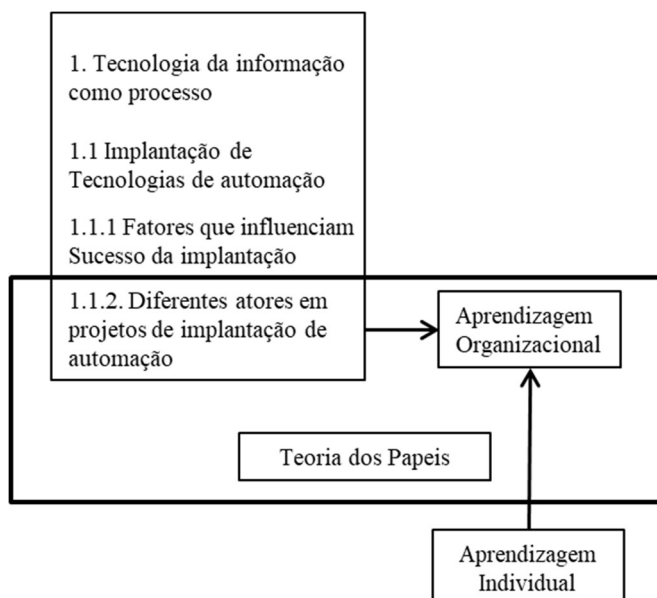 1. Tecnologia da informação
como processo
1.1 Implantação de
Tecnologias de automação
1.1.1 Fatores que influenciam
Sucesso da implantação
1.1.2. Diferentes atores em
projetos de implantação de
automação
Aprendizagem
Organizacional
Teoria dos Papeis
Aprendizagem
Individual